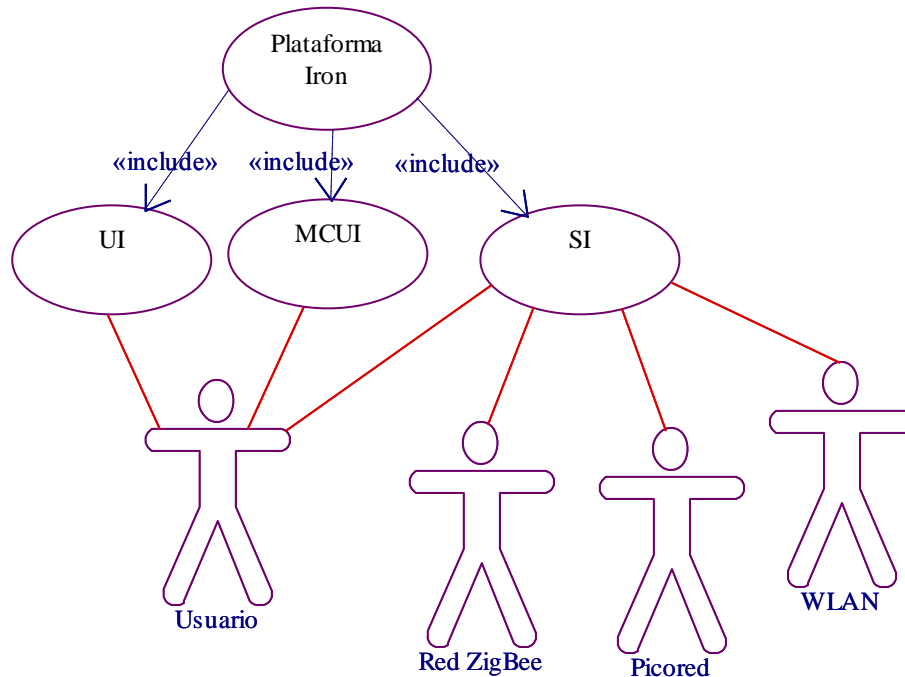 Plataforma
Iron
«include»
«include»
«include»
UI
MCUI
SI
Usuario
Red ZigBee
Picored
WLAN